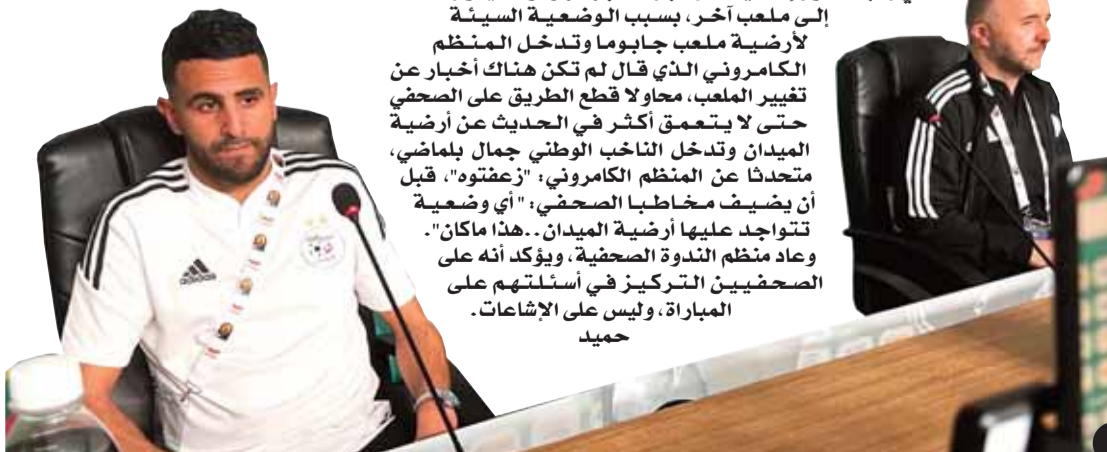 إلى ملعب آخر، بسبب الوضعية السيئة
لأرضية ملعب جابوما وتدخل المنظم
الكامروني الذي قال لم تكن هناك أخبار عن
تغيير الملعب، محاولا قطع الطريق على الصحفي
حتى لا يتعمق أكثر في الحديث عن أرضية
الميدان وتدخل الناخب الوطني جمال بلماضي،
متحدثا عن المنظم الكامروني: "زعفتوه"، قبل
أن يضيف مخاطبا الصحفي: "أي وضعية
تتواجد عليها أرضية الميدان..هذا ماكان".
وعاد منظم الندوة الصحفية، ويؤكد أنه على
الصحفيين التركيز في أسئلتهم على
المباراة، وليس على الإشاعات.
حميد
adidas